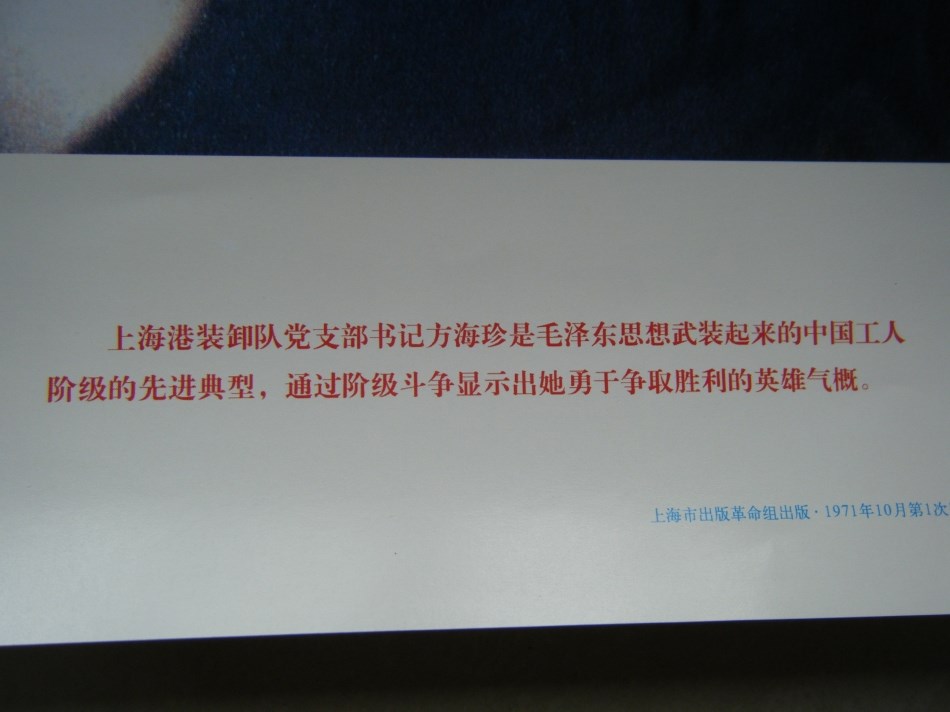 上海港装卸队党支部书记方海珍是毛泽东思想武装起来的中国工人
阶级的先进典型，通过阶级斗争显示出她勇于争取胜利的英雄气概。
上海市出版革命组出版·1971年10月第1次